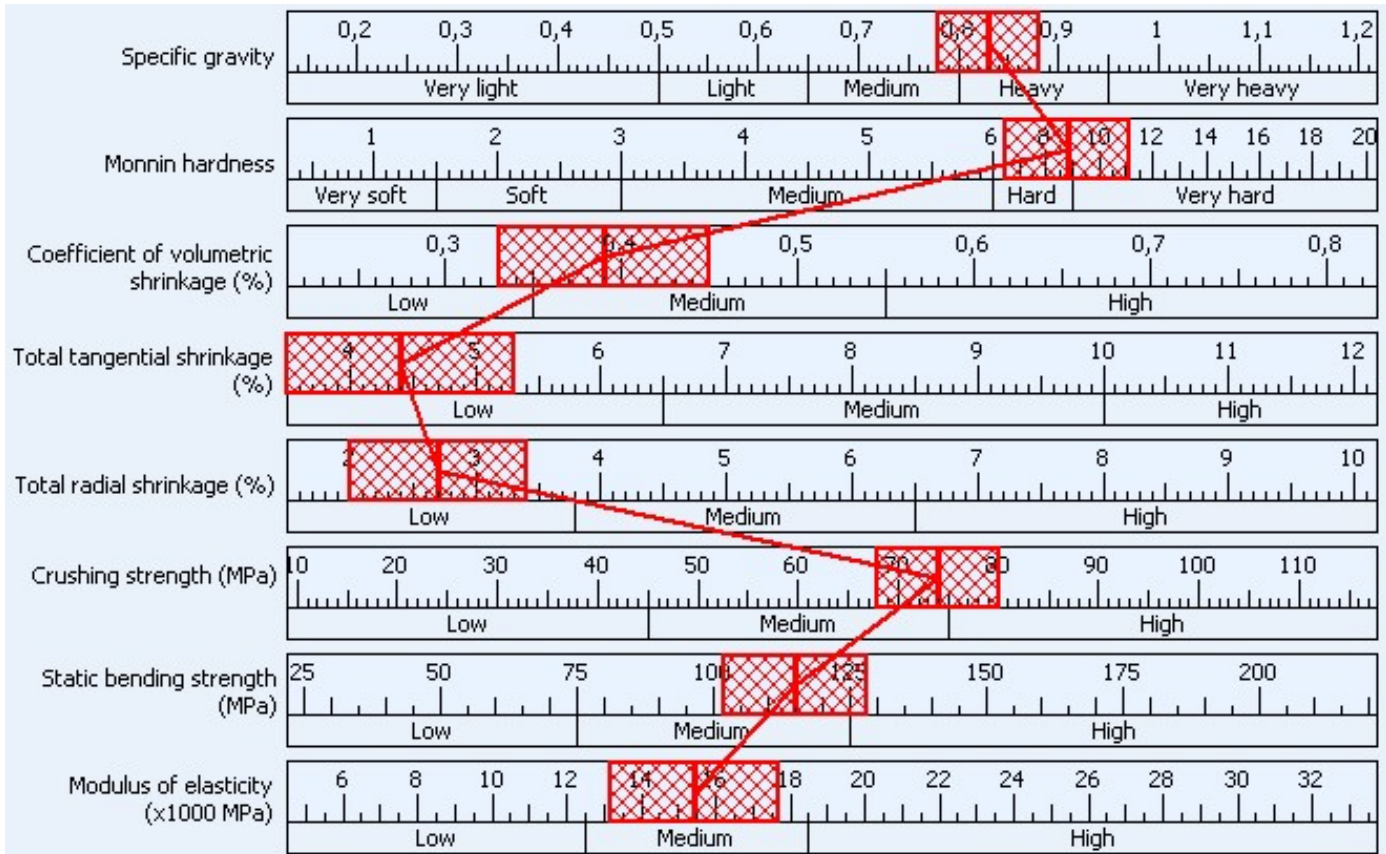 0,2 0,3 0,4 0,5 0,6 0,7 0,8 0,9 1 1,1 1,2
Specific gravity
Very light Light Medium Heavy Very heavy
1 2 3 4 5 6 8 10 12 14 16 18 20
Monnin hardness
Very soft Soft Medium Hard Very hard
0,3 0,4 0,5 0,6 0,7 0,8
Coefficient of volumetric
shrinkage (%)
Low Medium High
4 5 6 7 8 9 10 11 12
Total tangential shrinkage
(%)
Low Medium High
2 3 4 5 6 7 8 9 10
Total radial shrinkage (%)
Low Medium High
10 20 30 40 50 60 70 80 90 100 110
Crushing strength (MPa)
Low Medium High
25 50 75 100 125 150 175 200
Static bending strength
(MPa)
Low Medium High
6 8 10 12 14 16 18 20 22 24 26 28 30 32
Modulus of elasticity
(x1000 MPa)
Low Medium High